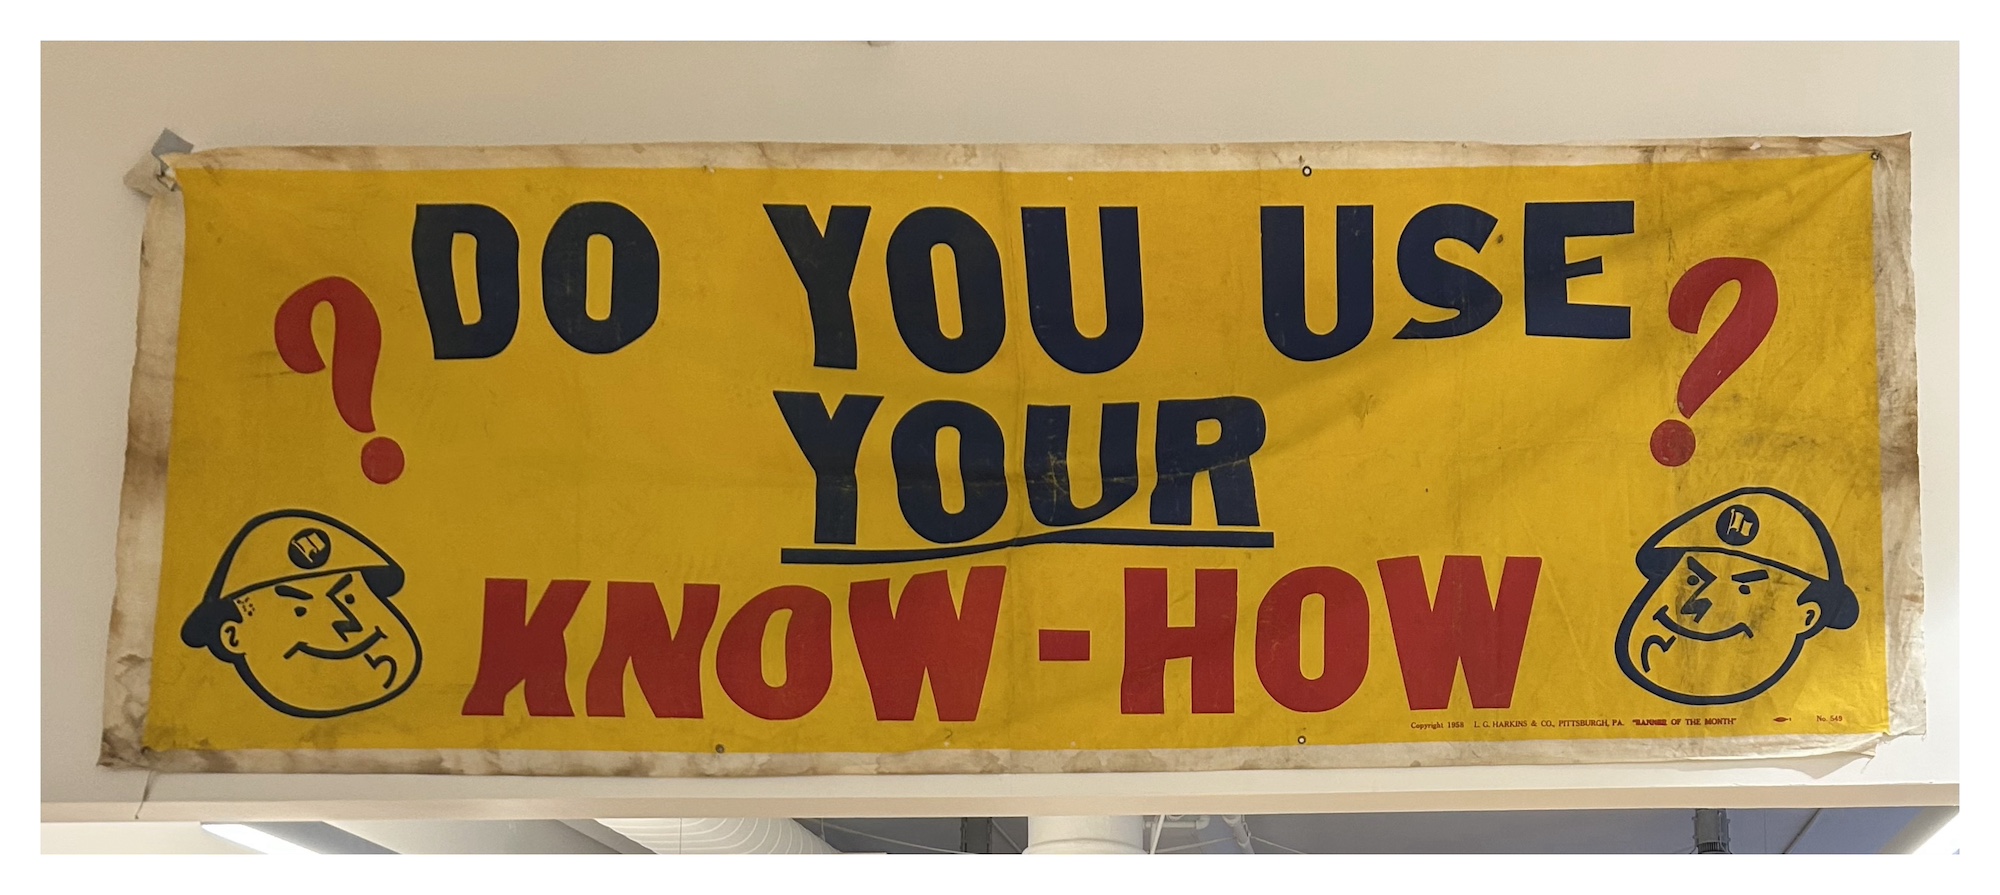 ? DO YOU USE ?
YOUR
KNOW-HOW
Copyright 1958 L. G. HARKINS & CO., PITTSBURGH, PA. "BANNER OF THE MONTH" No. 549